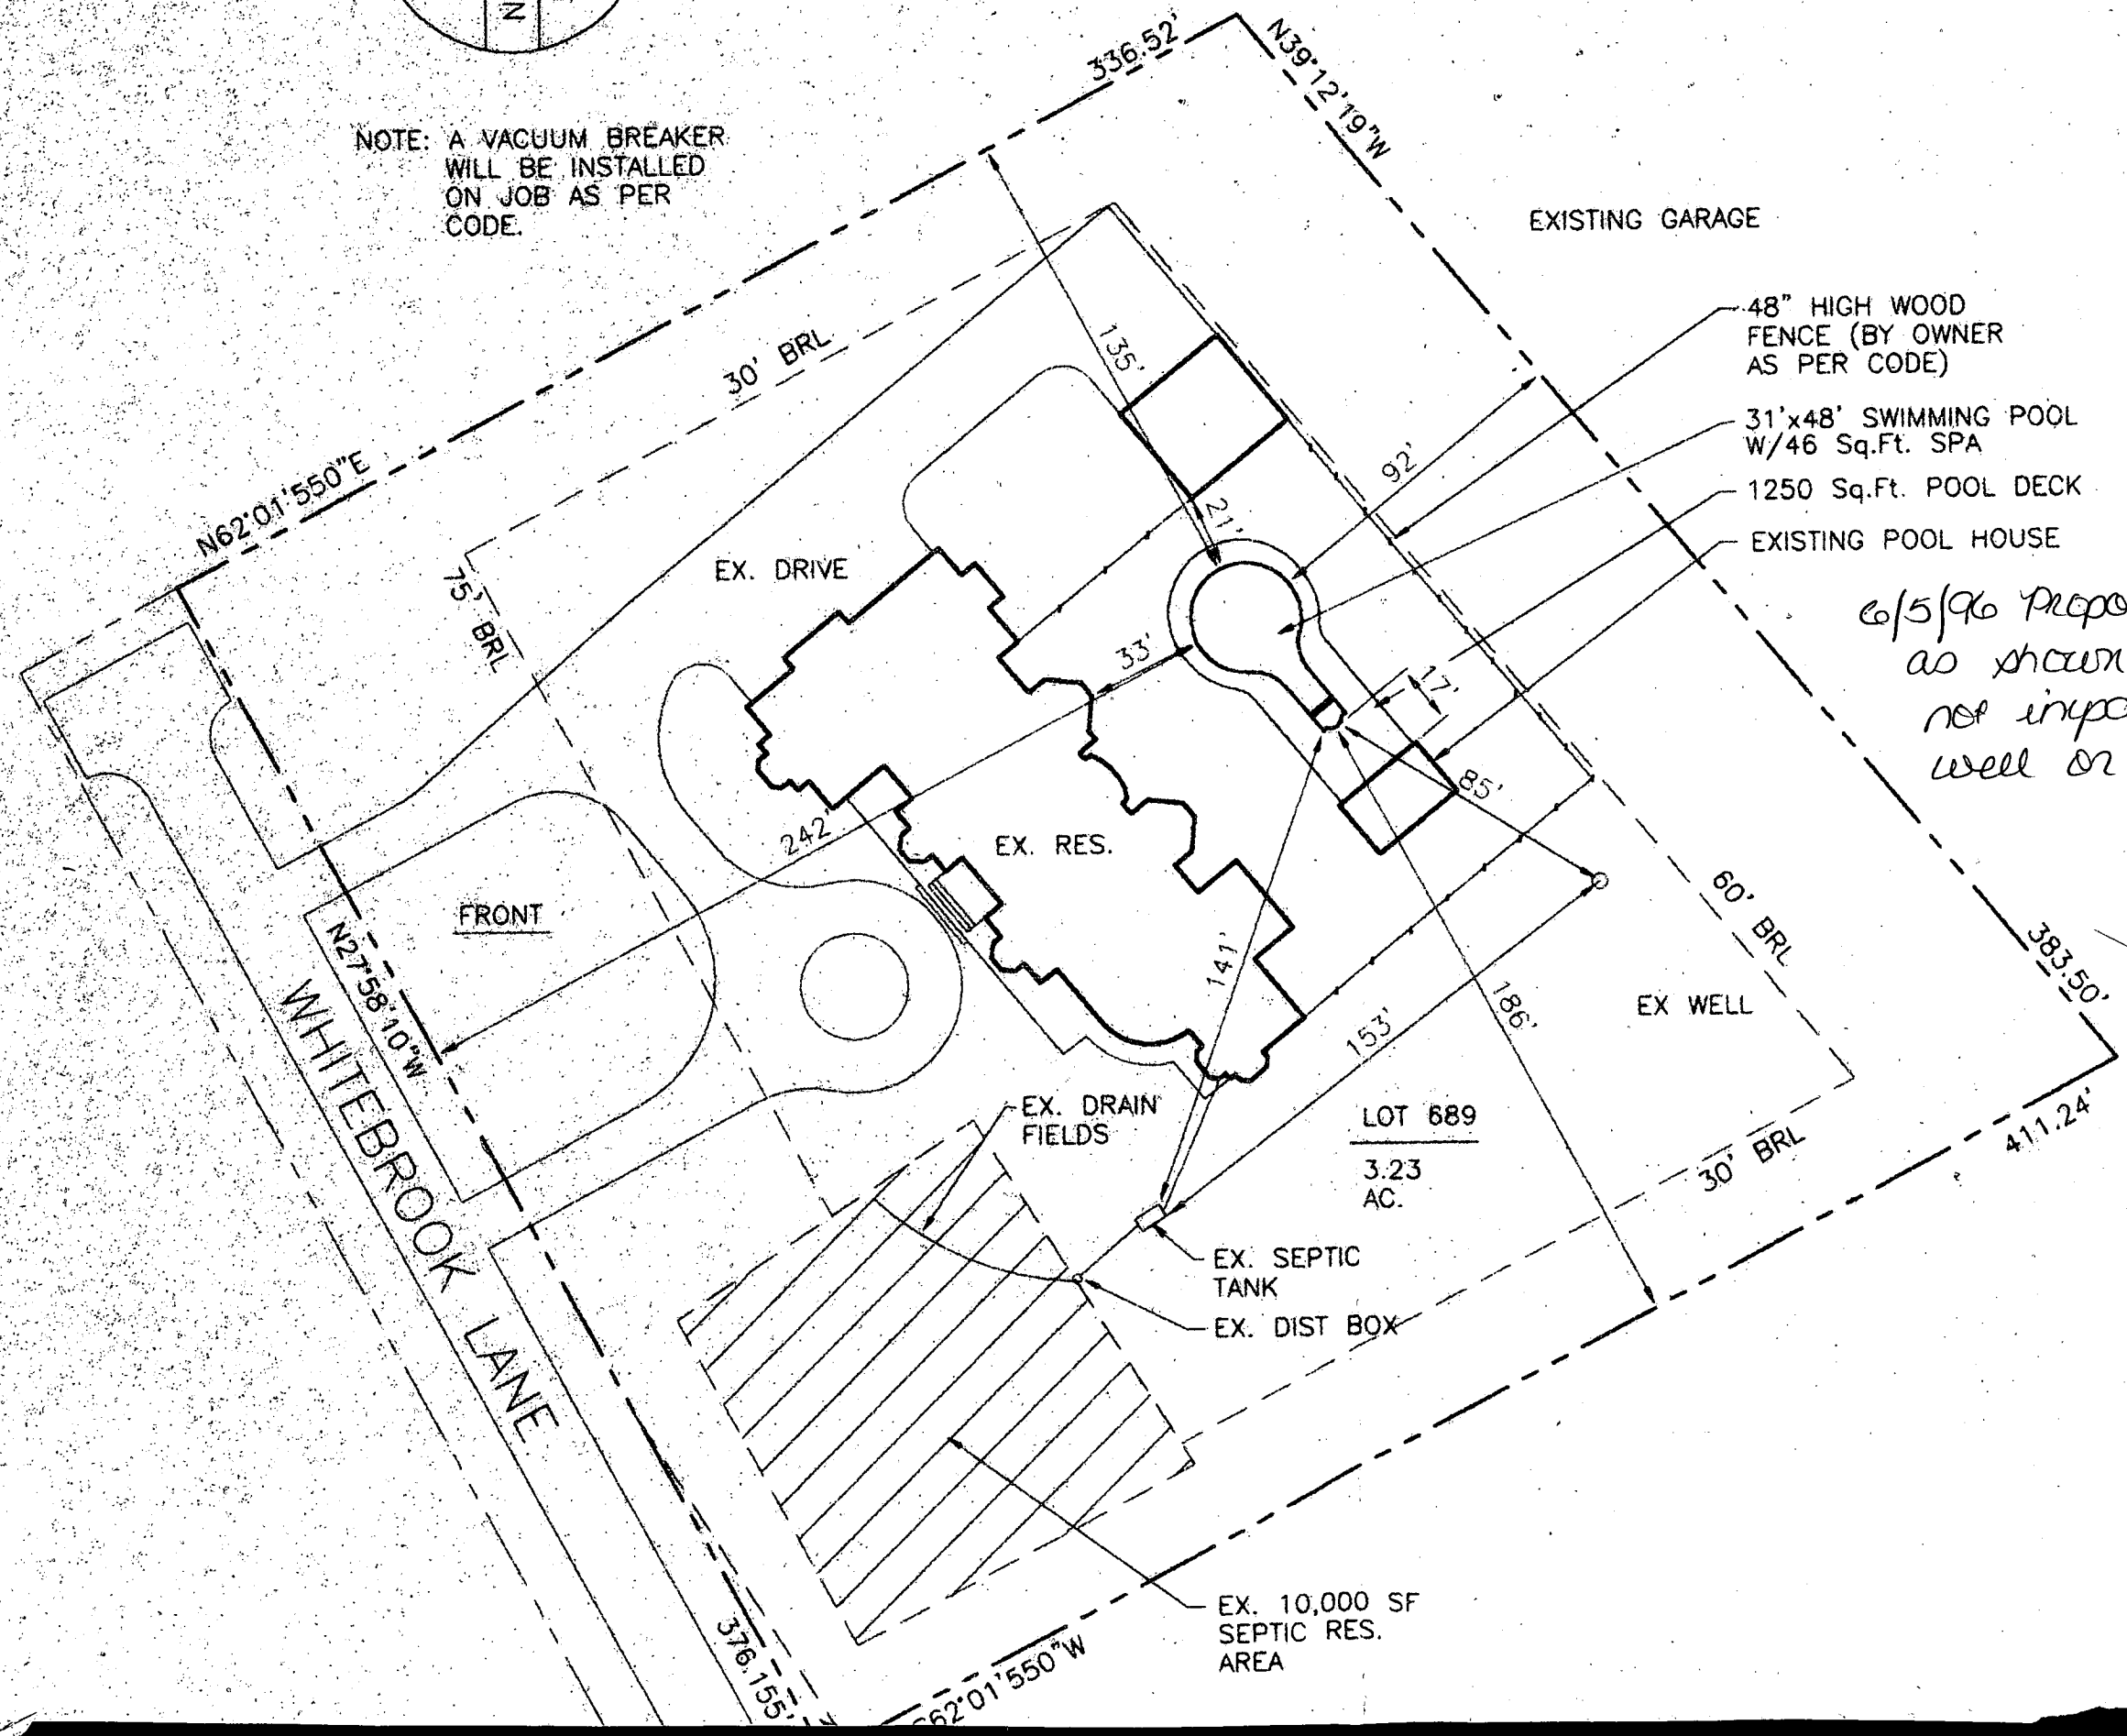 N
336.52'
N39°12'19"W
NOTE: A VACUUM BREAKER
WILL BE INSTALLED
ON JOB AS PER
CODE.
EXISTING GARAGE
48" HIGH WOOD
FENCE (BY OWNER
AS PER CODE)
31'x48' SWIMMING POOL
W/46 Sq.Ft. SPA
1250 Sq.Ft. POOL DECK
EXISTING POOL HOUSE
6/5/96 Propo
as shown
not impa
well or
30' BRL
135'
92'
21'
N62°01'550"E
75' BRL
EX. DRIVE
33'
17'
85'
242'
EX. RES.
FRONT
N27°58'10"W
WHITEBROOK LANE
141'
153'
186'
EX WELL
60' BRL
383.50'
411.24'
30' BRL
EX. DRAIN
FIELDS
LOT 689
3.23
AC.
EX. SEPTIC
TANK
EX. DIST BOX
EX. 10,000 SF
SEPTIC RES.
AREA
376.155'
S62°01'550"W